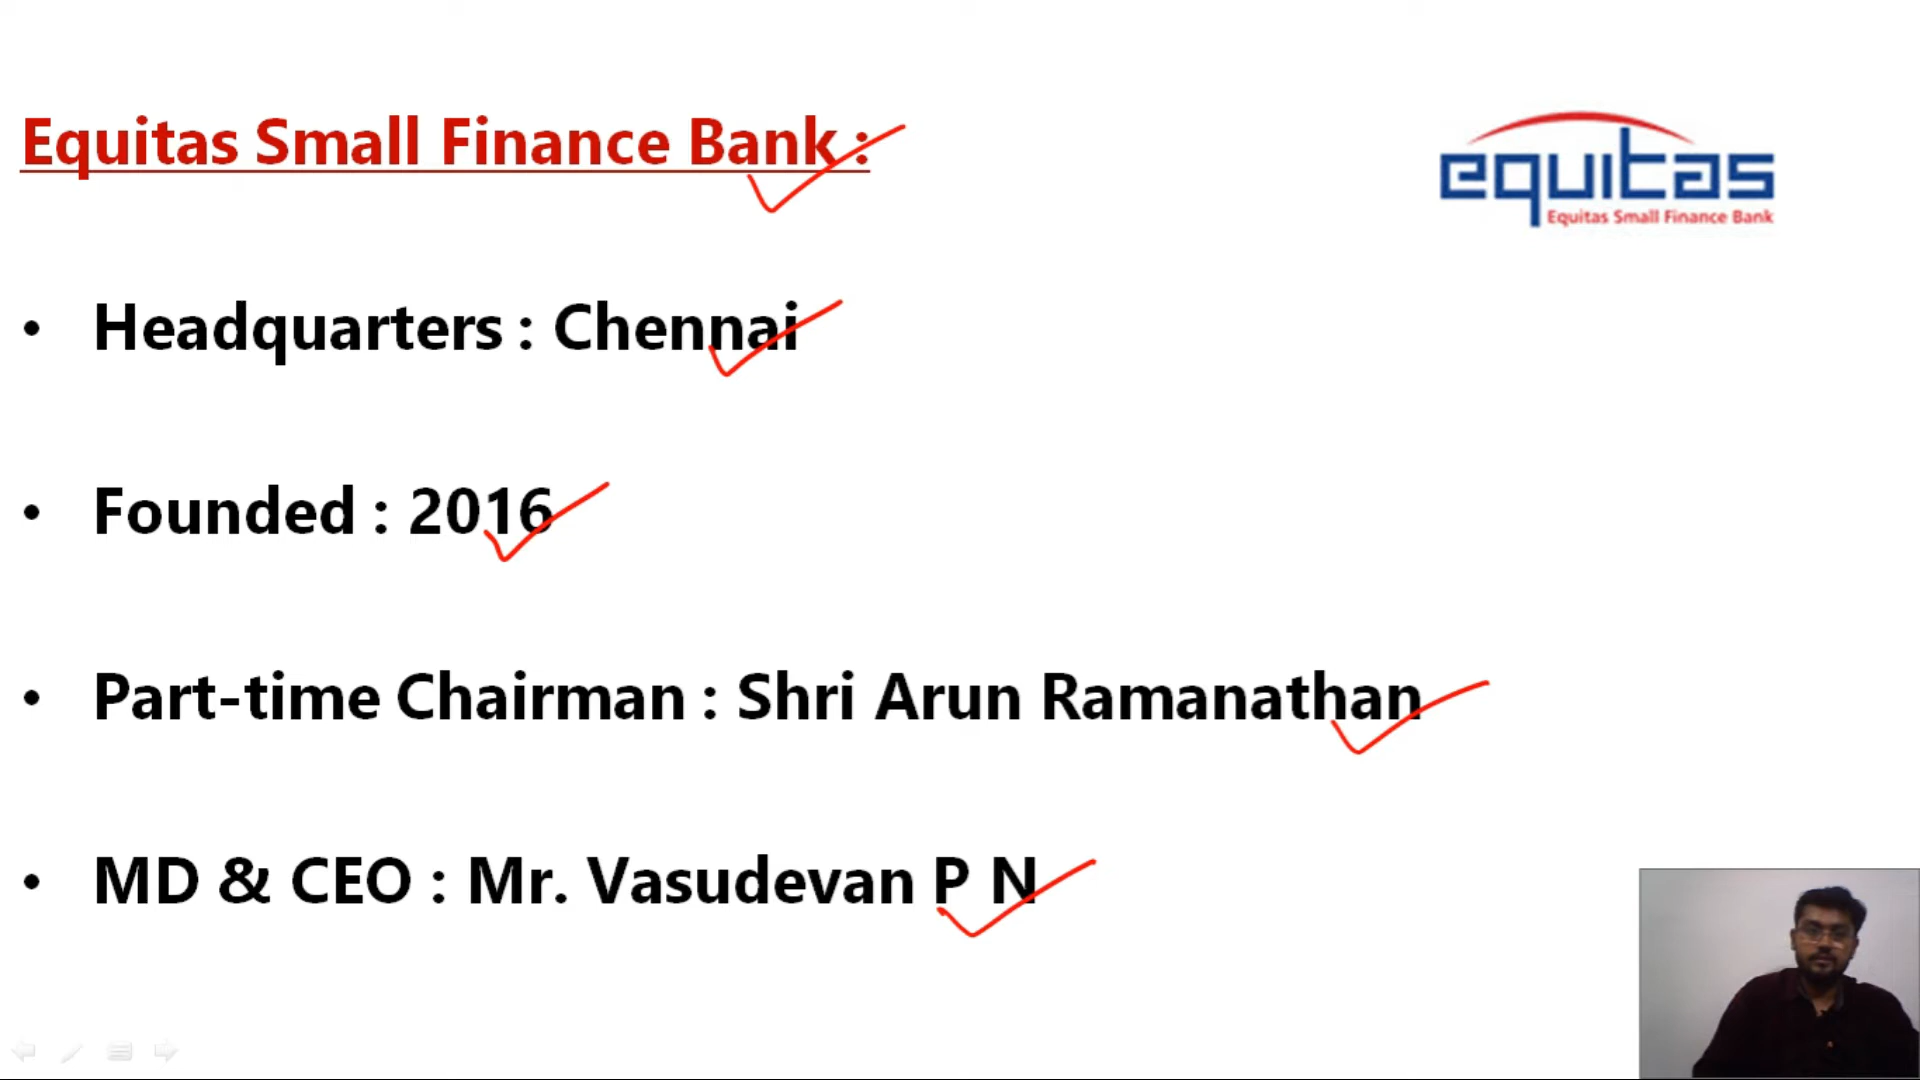 Equitas Small Finance Bank :
equitas
Equitas Small Finance Bank
• Headquarters : Chennai
• Founded : 2016
• Part-time Chairman : Shri Arun Ramanathan
• MD & CEO : Mr. Vasudevan P N